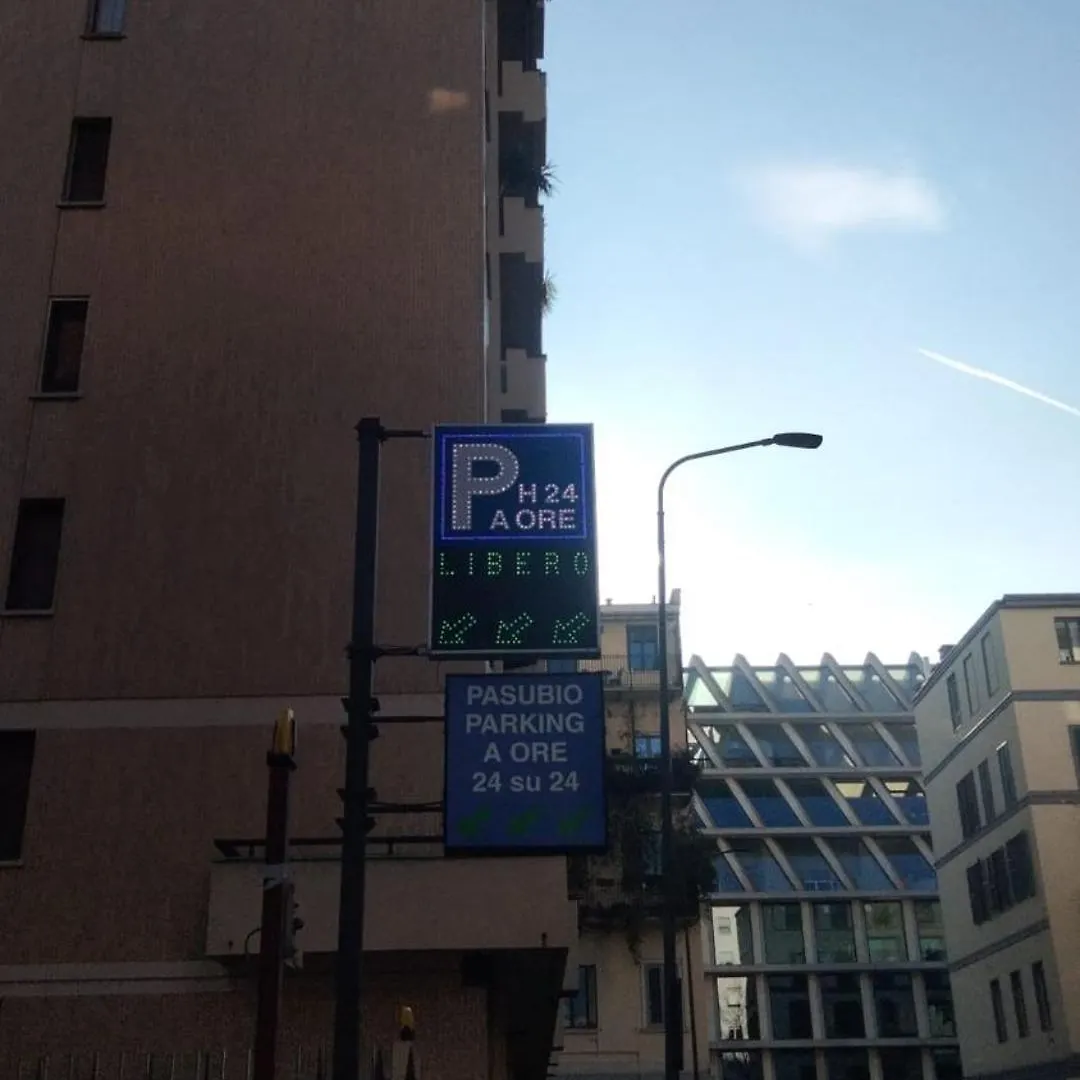 P
H 24
A ORE
LIBERO
PASUBIO
PARKING
A ORE
24 su 24